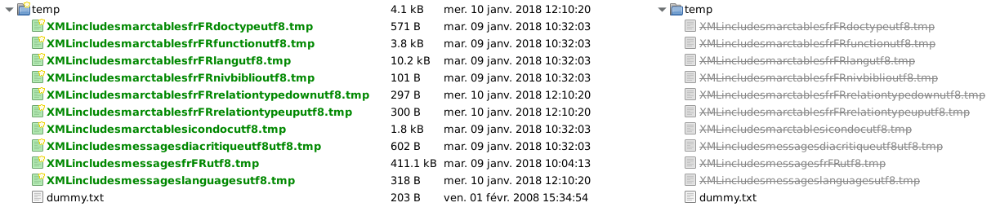 temp 4.1 kB mer. 10 janv. 2018 12:10:20 temp
XMLincludesmarctablesfrFRdoctypeutf8.tmp 571 B mar. 09 janv. 2018 10:32:03 XMLincludesmarctablesfrFRdoctypeutf8.tmp
XMLincludesmarctablesfrFRfunctionutf8.tmp 3.8 kB mar. 09 janv. 2018 10:32:03 XMLincludesmarctablesfrFRfunctionutf8.tmp
XMLincludesmarctablesfrFRlangutf8.tmp 10.2 kB mar. 09 janv. 2018 10:32:03 XMLincludesmarctablesfrFRlangutf8.tmp
XMLincludesmarctablesfrFRnivbiblioutf8.tmp 101 B mar. 09 janv. 2018 10:32:03 XMLincludesmarctablesfrFRnivbiblioutf8.tmp
XMLincludesmarctablesfrFRrelationtypedownutf8.tmp 297 B mer. 10 janv. 2018 12:10:20 XMLincludesmarctablesfrFRrelationtypedownutf8.tmp
XMLincludesmarctablesfrFRrelationtypeuputf8.tmp 300 B mer. 10 janv. 2018 12:10:20 XMLincludesmarctablesfrFRrelationtypeuputf8.tmp
XMLincludesmarctablesicondocutf8.tmp 1.8 kB mar. 09 janv. 2018 10:32:03 XMLincludesmarctablesicondocutf8.tmp
XMLincludesmessagesdiacritiqueutf8utf8.tmp 602 B mar. 09 janv. 2018 10:32:03 XMLincludesmessagesdiacritiqueutf8utf8.tmp
XMLincludesmessagesfrFRutf8.tmp 411.1 kB mar. 09 janv. 2018 10:04:13 XMLincludesmessagesfrFRutf8.tmp
XMLincludesmessageslanguagesutf8.tmp 318 B mer. 10 janv. 2018 12:10:20 XMLincludesmessageslanguagesutf8.tmp
dummy.txt 203 B ven. 01 févr. 2008 15:34:54 dummy.txt